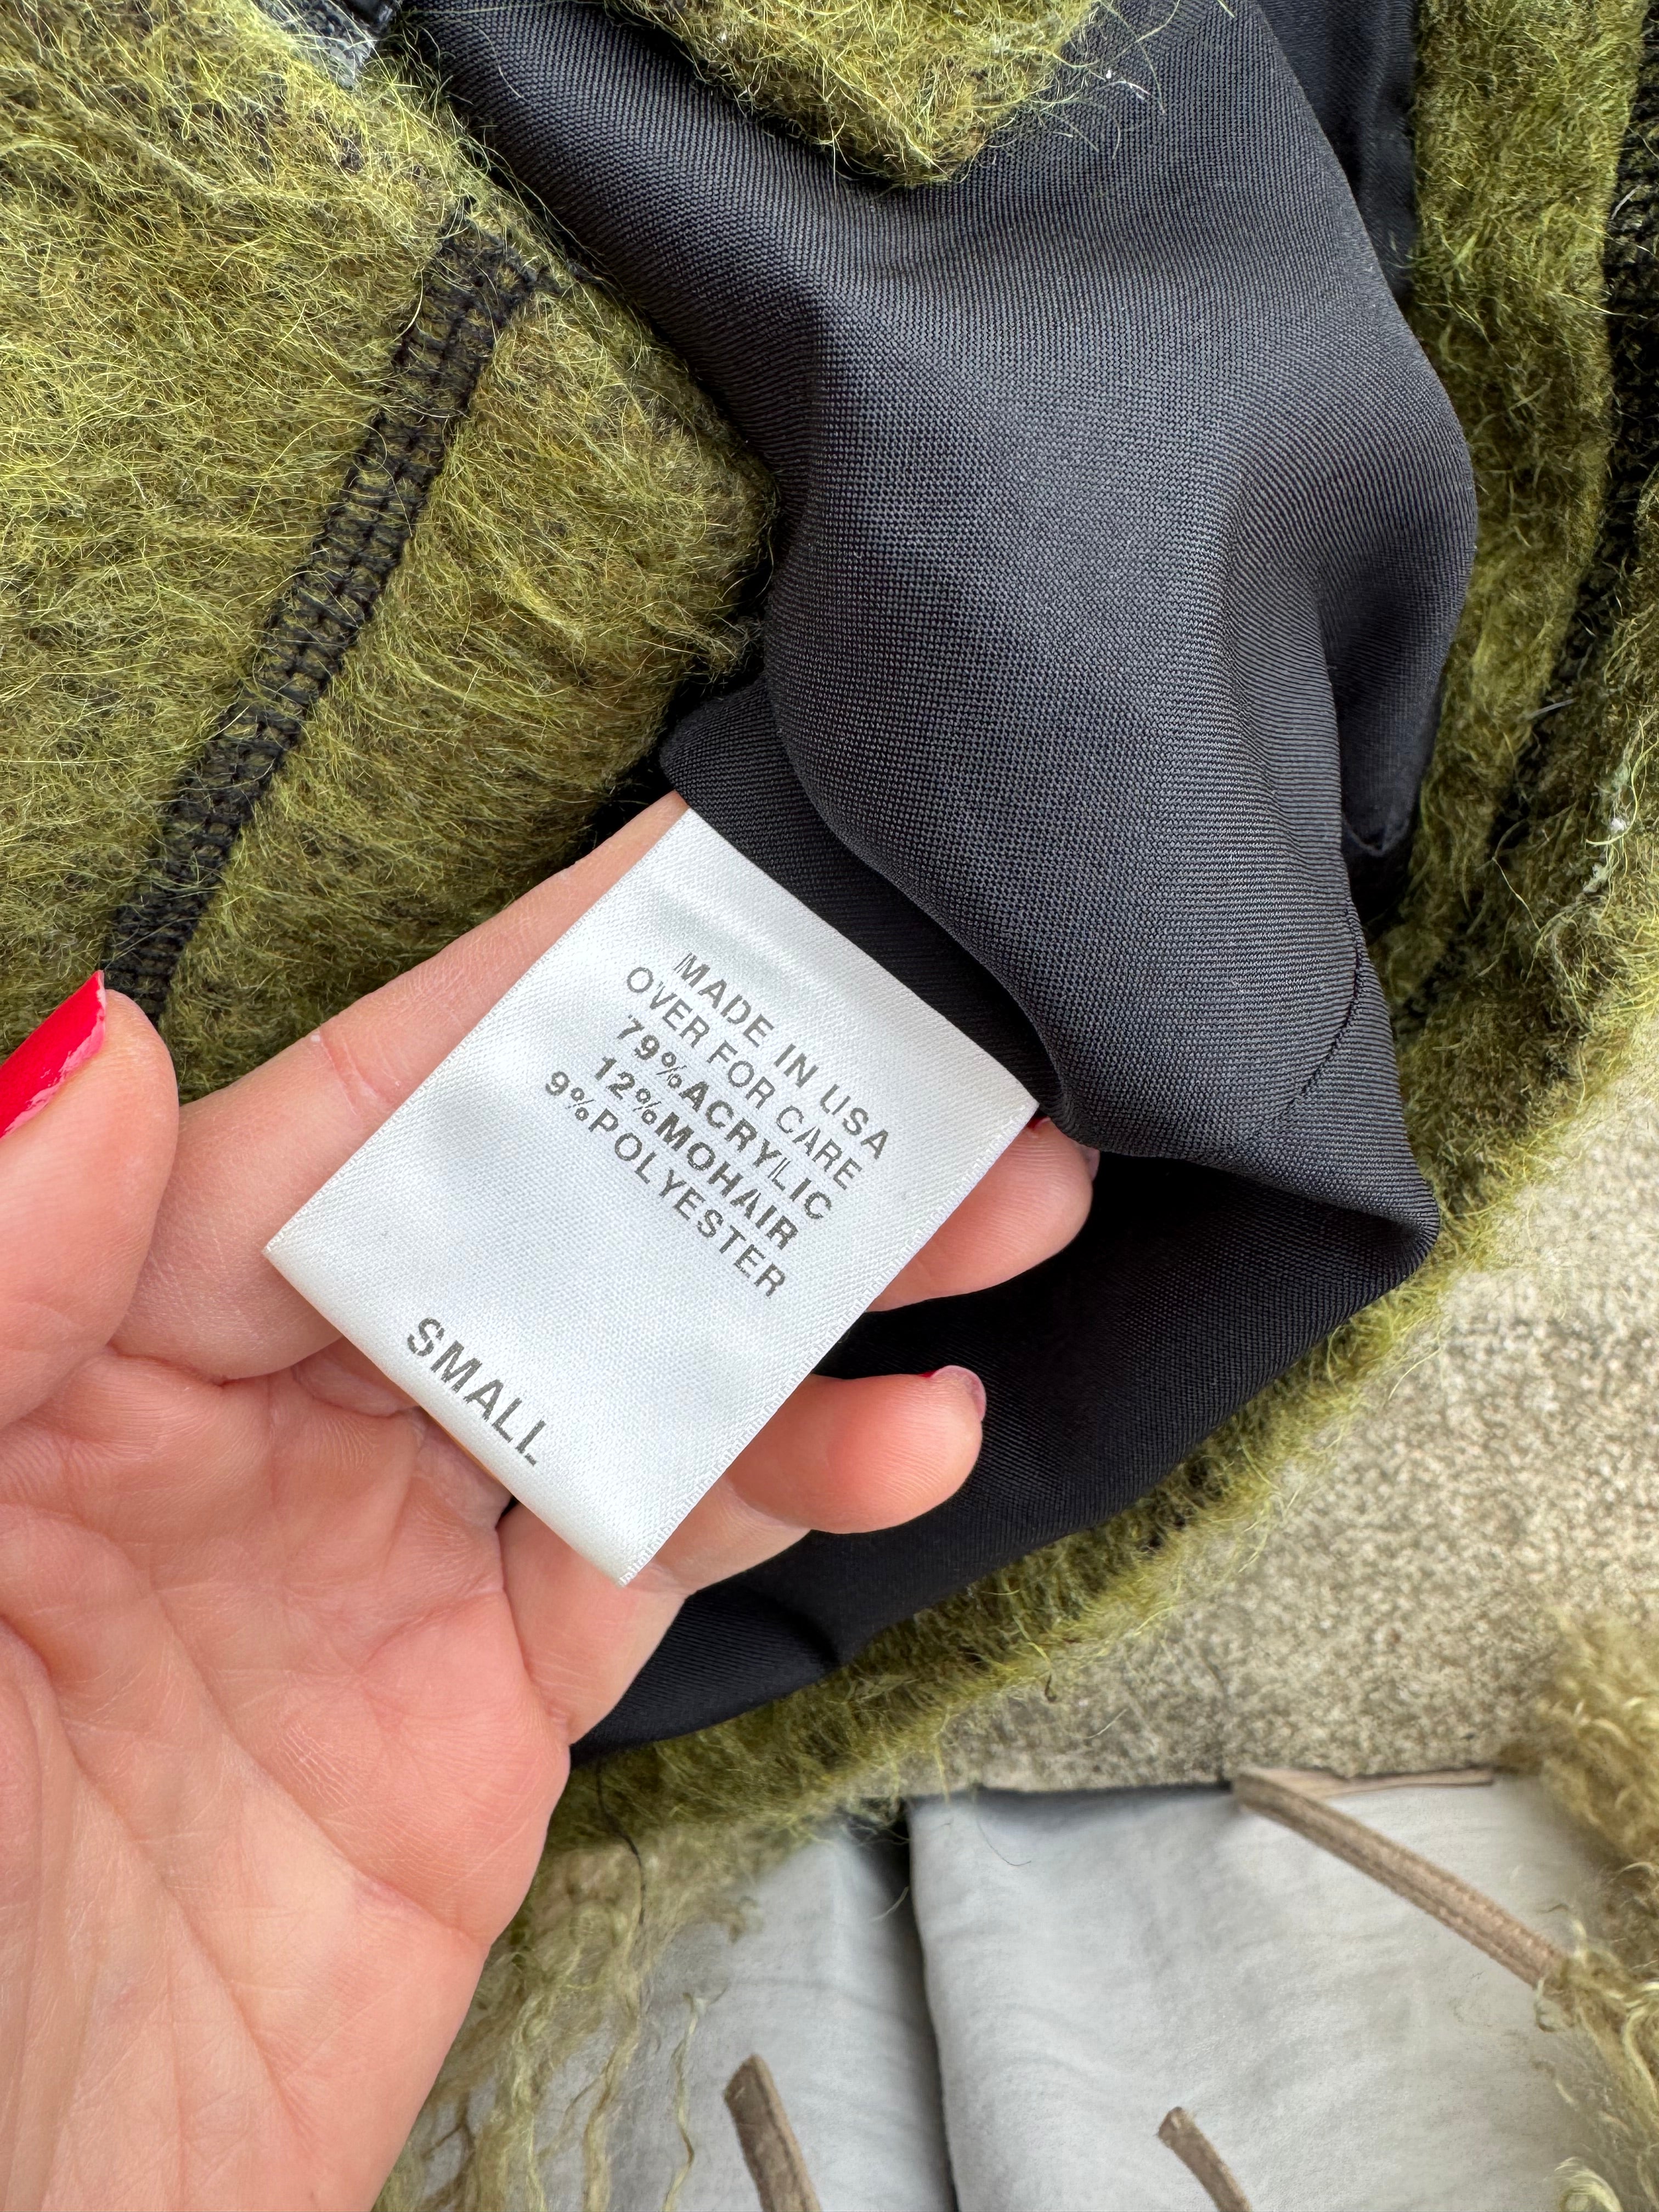 MADE IN USA
OVER FOR CARE
79%ACRYLIC
12%MOHAIR
9%POLYESTER
SMALL